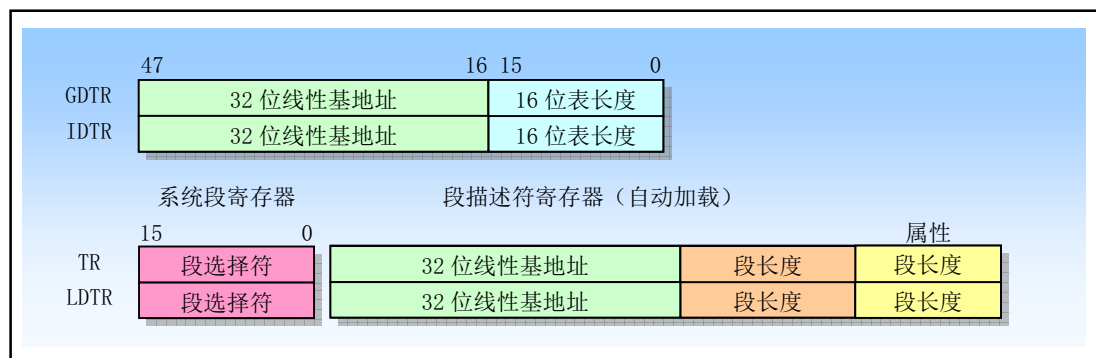 47 16 15 0
GDTR 32 位线性基地址 16 位表长度
IDTR 32 位线性基地址 16 位表长度
系统段寄存器 段描述符寄存器（自动加载）
15 0 属性
TR 段选择符 32 位线性基地址 段长度 段长度
LDTR 段选择符 32 位线性基地址 段长度 段长度